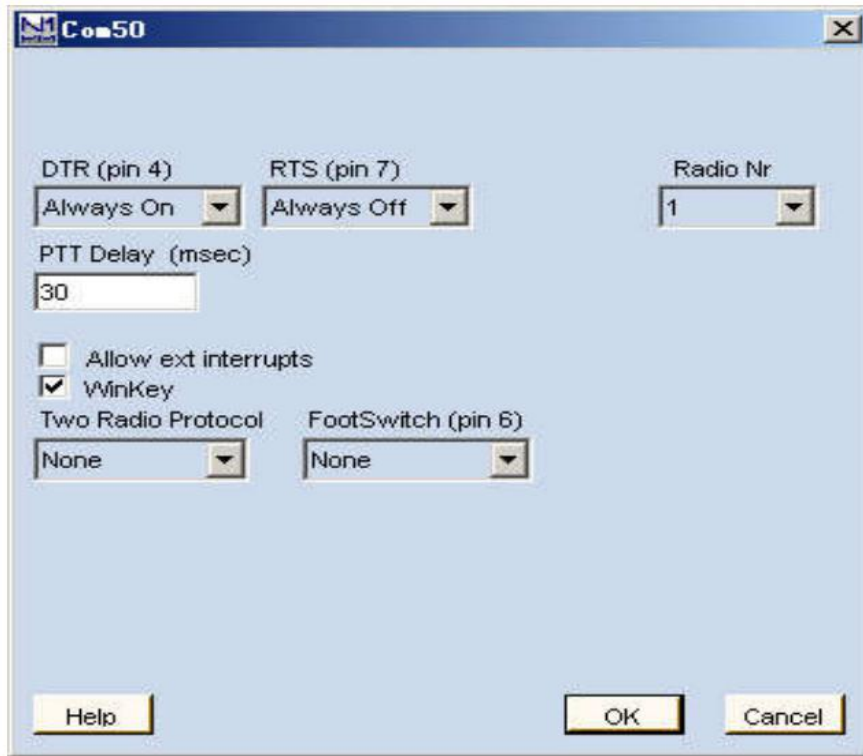 N1
Com50
DTR (pin 4) RTS (pin 7) Radio Nr
Always On Always Off 1
PTT Delay (msec)
30
Allow ext interrupts
WinKey
Two Radio Protocol FootSwitch (pin 6)
None None
Help OK Cancel